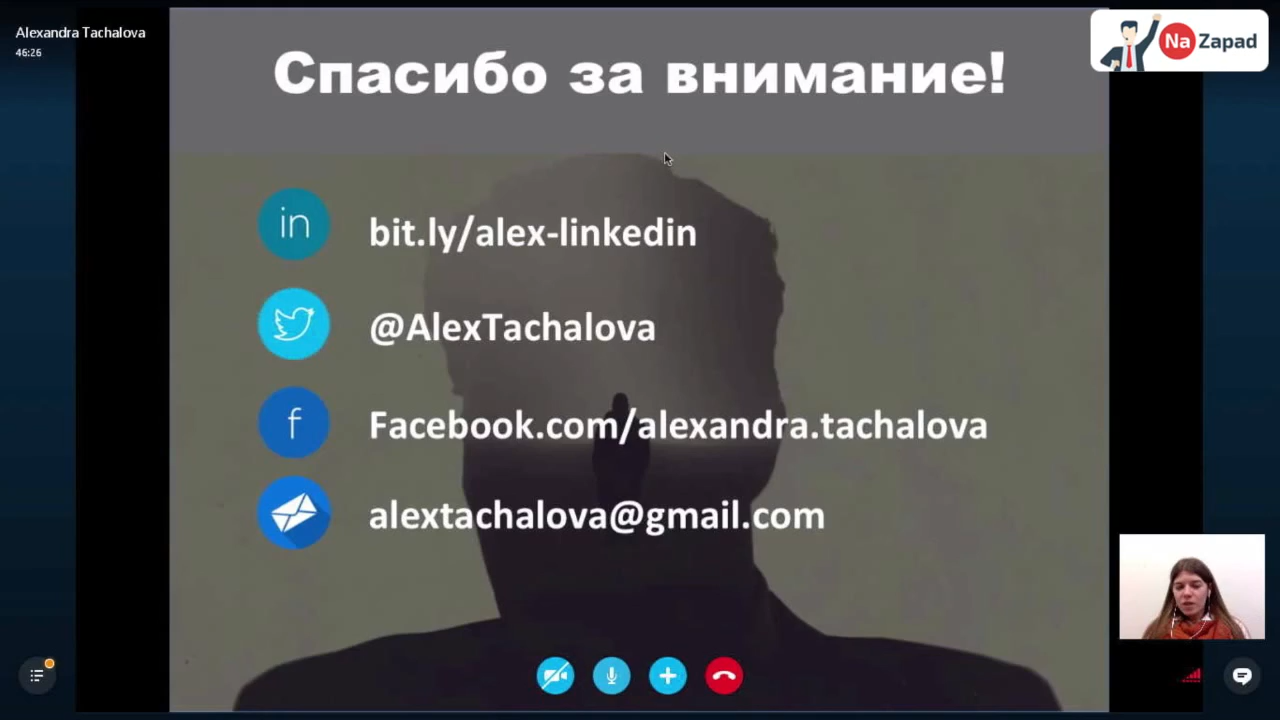 Alexandra Tachalova
46:26
Na Zapad
Спасибо за внимание!
in
bit.ly/alex-linkedin
@AlexTachalova
f
Facebook.com/alexandra.tachalova
alextachalova@gmail.com